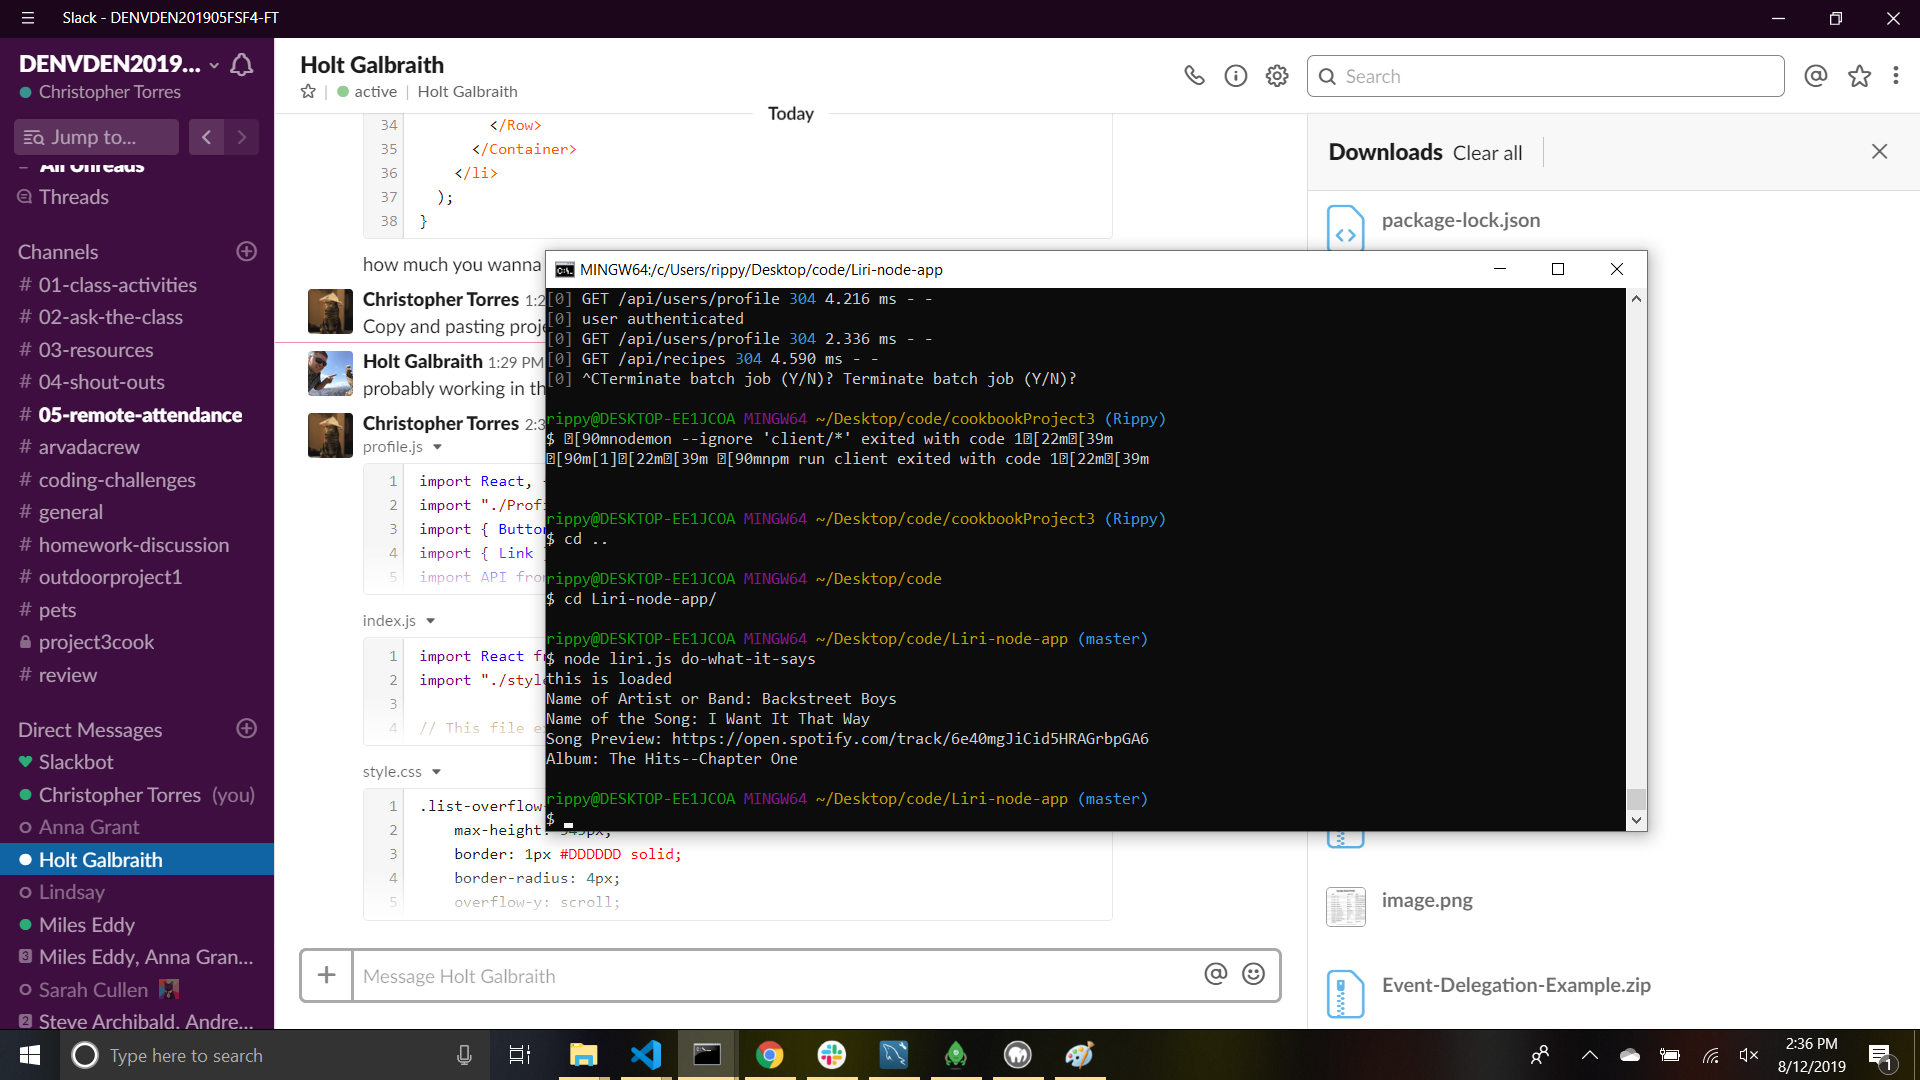 Slack - DENVDEN201905FSF4-FT
DENVDEN2019...
Christopher Torres
Jump to...
All Unreads
Threads
Channels
# 01-class-activities
# 02-ask-the-class
# 03-resources
# 04-shout-outs
# 05-remote-attendance
# arvadacrew
# coding-challenges
# general
# homework-discussion
# outdoorproject1
# pets
project3cook
# review
Direct Messages
Slackbot
Christopher Torres (you)
Anna Grant
Holt Galbraith
Lindsay
Miles Eddy
3 Miles Eddy, Anna Gran...
Sarah Cullen
2 Steve Archibald, Andre...
Holt Galbraith
active | Holt Galbraith
Search
Today
34 </Row>
35 </Container>
36 </li>
37 );
38 }
how much you wanna
Christopher Torres 1:2
Copy and pasting proje
Holt Galbraith 1:29 PM
probably working in th
Christopher Torres 2:3
profile.js
1 import React,
2 import "./Prof
3 import { Button
4 import { Link
5 import API from
index.js
1 import React f
2 import "./style
3
4 // This file e
style.css
1 .list-overflow-
2 max-height:
3 border: 1px #DDDDDD solid;
4 border-radius: 4px;
5 overflow-y: scroll;
Message Holt Galbraith
Downloads Clear all
package-lock.json
image.png
Event-Delegation-Example.zip
MINGW64:/c/Users/rippy/Desktop/code/Liri-node-app
[0] GET /api/users/profile 304 4.216 ms - -
[0] user authenticated
[0] GET /api/users/profile 304 2.336 ms - -
[0] GET /api/recipes 304 4.590 ms - -
[0] ^CTerminate batch job (Y/N)? Terminate batch job (Y/N)?
rippy@DESKTOP-EE1JCOA MINGW64 ~/Desktop/code/cookbookProject3 (Rippy)
$ [90mnodemon --ignore 'client/*' exited with code 1[22m[39m
[90m[1][22m[39m [90mnpm run client exited with code 1[22m[39m
rippy@DESKTOP-EE1JCOA MINGW64 ~/Desktop/code/cookbookProject3 (Rippy)
$ cd ..
rippy@DESKTOP-EE1JCOA MINGW64 ~/Desktop/code
$ cd Liri-node-app/
rippy@DESKTOP-EE1JCOA MINGW64 ~/Desktop/code/Liri-node-app (master)
$ node liri.js do-what-it-says
this is loaded
Name of Artist or Band: Backstreet Boys
Name of the Song: I Want It That Way
Song Preview: https://open.spotify.com/track/6e40mgJiCid5HRAGrbpGA6
Album: The Hits--Chapter One
rippy@DESKTOP-EE1JCOA MINGW64 ~/Desktop/code/Liri-node-app (master)
$
Type here to search
2:36 PM
8/12/2019
1